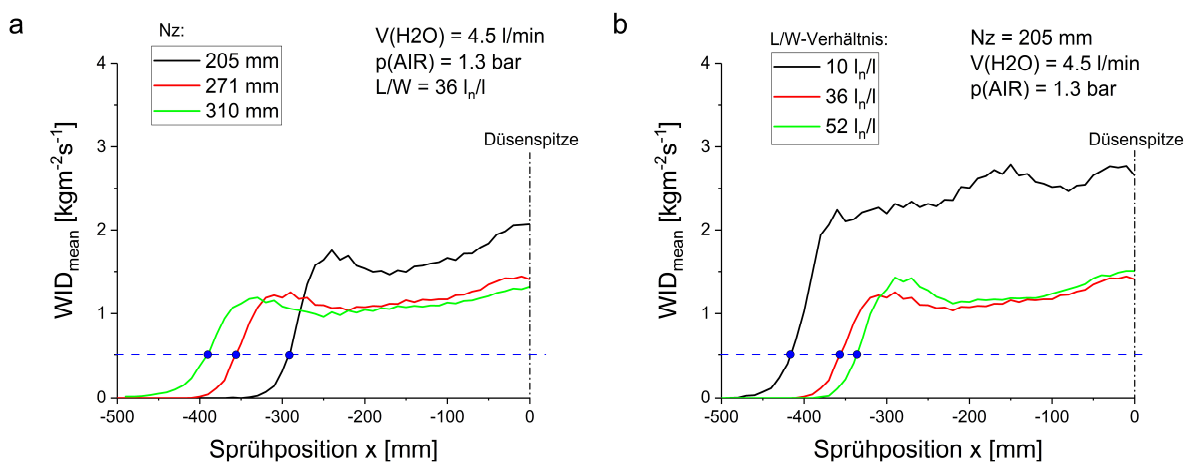 a
Nz:
205 mm
271 mm
310 mm
V(H2O) = 4.5 l/min
p(AIR) = 1.3 bar
L/W = 36 lₙ/l
Düsenspitze
WIDₘₑₐₙ [kgm⁻²s⁻¹]
4
3
2
1
0
-500 -400 -300 -200 -100 0
Sprühposition x [mm]
b
L/W-Verhältnis:
10 lₙ/l
36 lₙ/l
52 lₙ/l
Nz = 205 mm
V(H2O) = 4.5 l/min
p(AIR) = 1.3 bar
Düsenspitze
WIDₘₑₐₙ [kgm⁻²s⁻¹]
4
3
2
1
0
-500 -400 -300 -200 -100 0
Sprühposition x [mm]